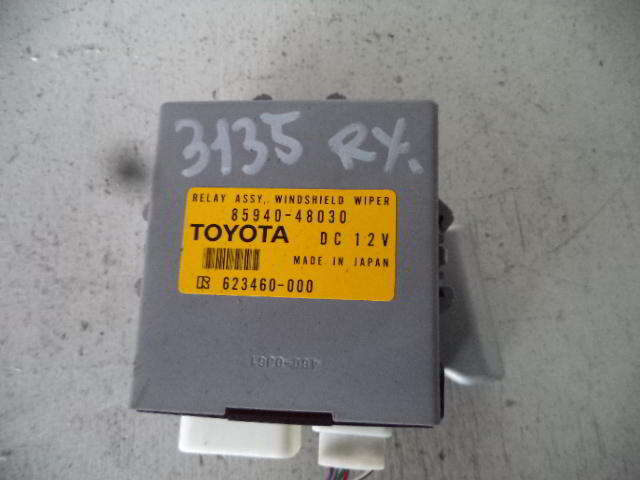 3135 RX.
RELAY ASSY, WINDSHIELD WIPER
85940-48030
TOYOTA DC 12V
MADE IN JAPAN
623460-000